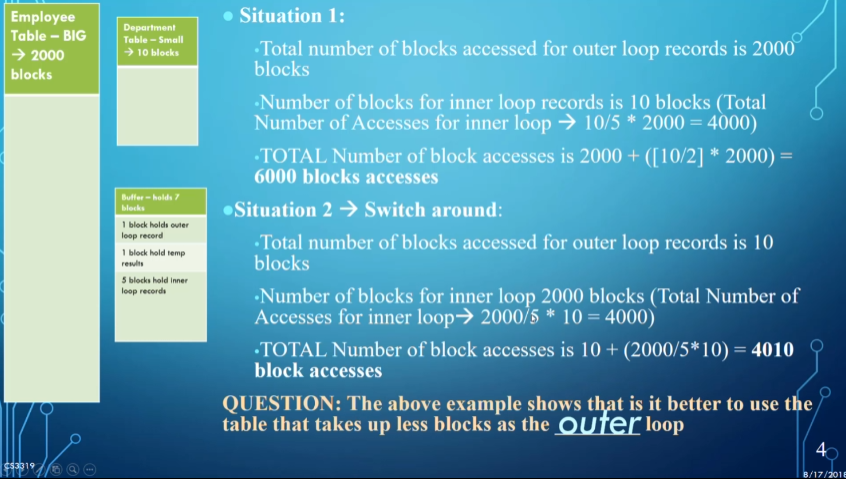 Employee
Table – BIG
→ 2000
blocks
Department
Table – Small
→ 10 blocks
Buffer – holds 7
blocks
1 block holds outer
loop record
1 block hold temp
results
5 blocks hold inner
loop records
• Situation 1:
•Total number of blocks accessed for outer loop records is 2000
blocks
•Number of blocks for inner loop records is 10 blocks (Total
Number of Accesses for inner loop → 10/5 * 2000 = 4000)
•TOTAL Number of block accesses is 2000 + ([10/2] * 2000) =
6000 blocks accesses
•Situation 2 → Switch around:
•Total number of blocks accessed for outer loop records is 10
blocks
•Number of blocks for inner loop 2000 blocks (Total Number of
Accesses for inner loop→ 2000/5 * 10 = 4000)
•TOTAL Number of block accesses is 10 + (2000/5*10) = 4010
block accesses
QUESTION: The above example shows that is it better to use the
table that takes up less blocks as the outer loop
4
CS3319
8/17/2018